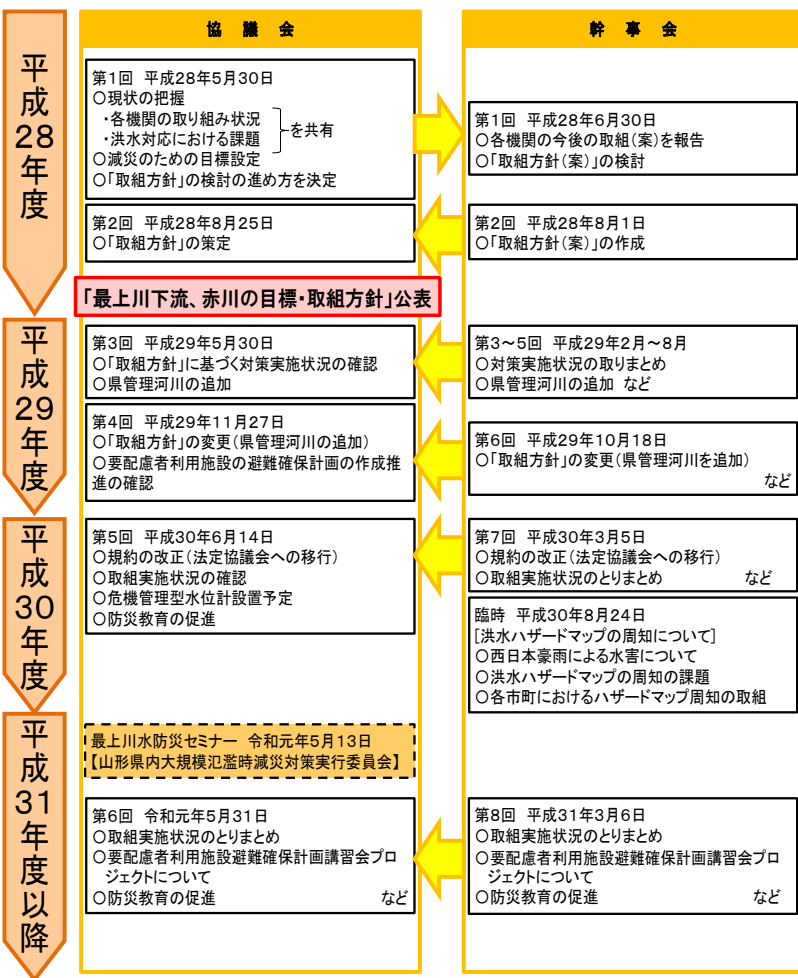 協議会
幹事会
平成28年度
第1回 平成28年5月30日
○現状の把握
・各機関の取り組み状況
・洪水対応における課題
を共有
○減災のための目標設定
○「取組方針」の検討の進め方を決定
第1回 平成28年6月30日
○各機関の今後の取組(案)を報告
○「取組方針(案)」の検討
第2回 平成28年8月25日
○「取組方針」の策定
第2回 平成28年8月1日
○「取組方針(案)」の作成
「最上川下流、赤川の目標・取組方針」公表
平成29年度
第3回 平成29年5月30日
○「取組方針」に基づく対策実施状況の確認
○県管理河川の追加
第3~5回 平成29年2月~8月
○対策実施状況の取りまとめ
○県管理河川の追加 など
第4回 平成29年11月27日
○「取組方針」の変更(県管理河川の追加)
○要配慮者利用施設の避難確保計画の作成推
進の確認
第6回 平成29年10月18日
○「取組方針」の変更(県管理河川を追加)
など
平成30年度
第5回 平成30年6月14日
○規約の改正(法定協議会への移行)
○取組実施状況の確認
○危機管理型水位計設置予定
○防災教育の促進
第7回 平成30年3月5日
○規約の改正(法定協議会への移行)
○取組実施状況のとりまとめ など
臨時 平成30年8月24日
[洪水ハザードマップの周知について]
○西日本豪雨による水害について
○洪水ハザードマップの周知の課題
○各市町におけるハザードマップ周知の取組
平成31年度以降
最上川水防災セミナー 令和元年5月13日
【山形県内大規模氾濫時減災対策実行委員会】
第6回 令和元年5月31日
○取組実施状況のとりまとめ
○要配慮者利用施設避難確保計画講習会プロ
ジェクトについて
○防災教育の促進 など
第8回 平成31年3月6日
○取組実施状況のとりまとめ
○要配慮者利用施設避難確保計画講習会プロ
ジェクトについて
○防災教育の促進 など